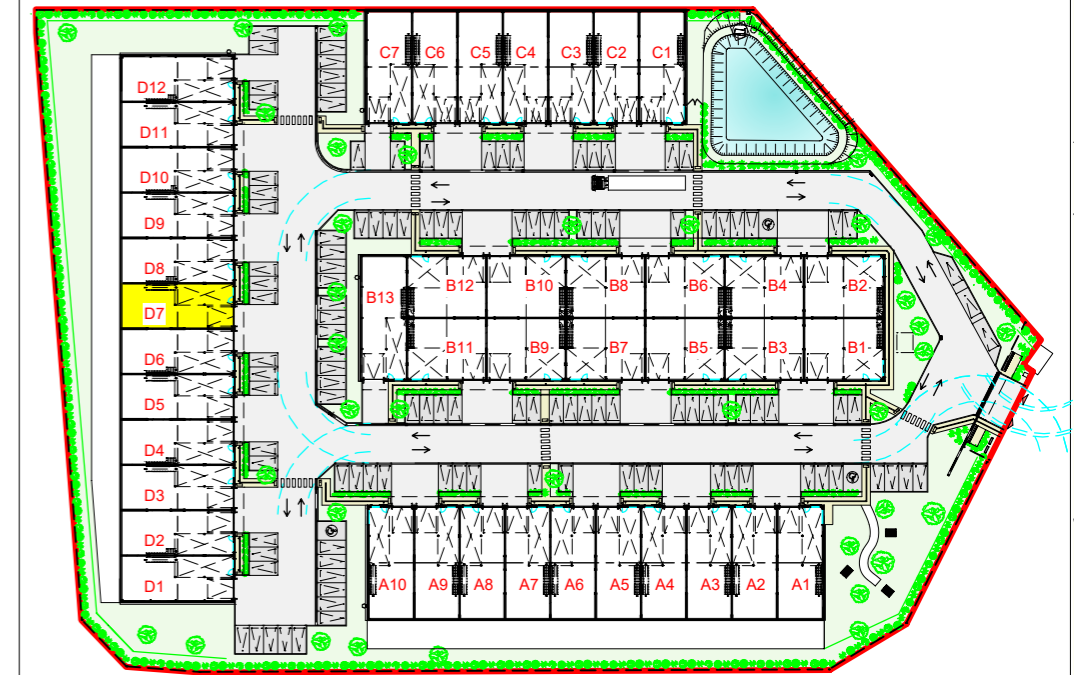 C7 C6 C5 C4 C3 C2 C1
D12
D11
D10
D9
D8
D7
D6
D5
D4
D3
D2
D1
B13 B12 B10 B8 B6 B4 B2
B11 B9 B7 B5 B3 B1
A10 A9 A8 A7 A6 A5 A4 A3 A2 A1